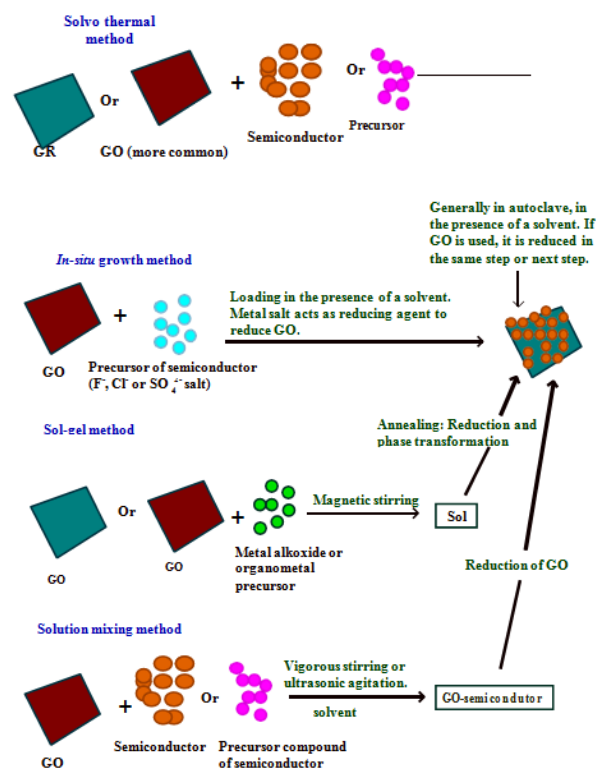 Solvo thermal
method
Or
+
Or
GR
GO (more common)
Semiconductor
Precursor
Generally in autoclave, in
the presence of a solvent. If
GO is used, it is reduced in
the same step or next step.
In-situ growth method
+
Loading in the presence of a solvent.
Metal salt acts as reducing agent to
reduce GO.
GO
Precursor of semiconductor
(F⁻, Cl⁻ or SO₄²⁻ salt)
Sol-gel method
Annealing: Reduction and
phase transformation
Or
+
Magnetic stirring
Sol
GO
GO
Metal alkoxide or
organometal
precursor
Reduction of GO
Solution mixing method
+
Or
Vigorous stirring or
ultrasonic agitation.
solvent
GO-semicondutor
GO
Semiconductor
Precursor compound
of semiconductor